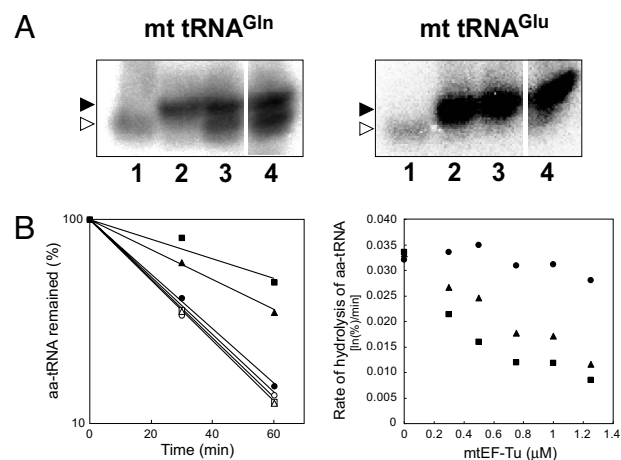 A
mt tRNAGln
mt tRNAGlu
1 2 3 4
1 2 3 4
B
100
10
aa-tRNA remained (%)
0 20 40 60
Time (min)
0.040
0.035
0.030
0.025
0.020
0.015
0.010
0.005
0.000
Rate of hydrolysis of aa-tRNA
[ln(%)/min]
0 0.2 0.4 0.6 0.8 1 1.2 1.4
mtEF-Tu (μM)